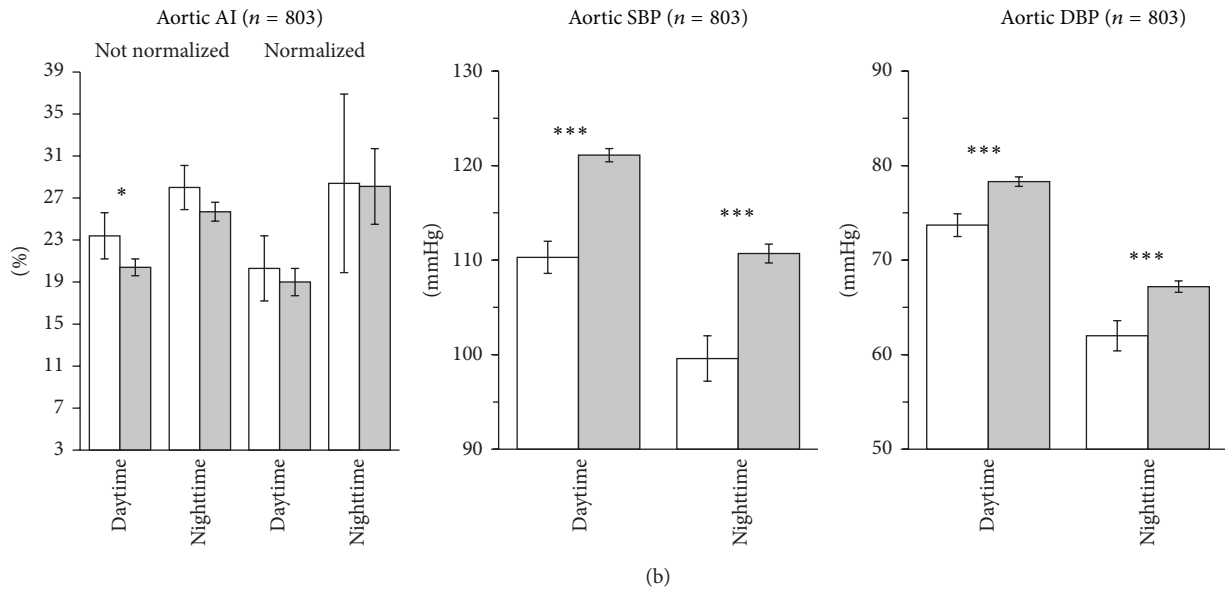 Aortic AI (n = 803)
Not normalized Normalized
39
35
31
27
23
19
15
11
7
3
(%)
*
Daytime
Nighttime
Daytime
Nighttime
Aortic SBP (n = 803)
130
120
110
100
90
(mmHg)
***
***
Daytime
Nighttime
Aortic DBP (n = 803)
90
80
70
60
50
(mmHg)
***
***
Daytime
Nighttime
(b)